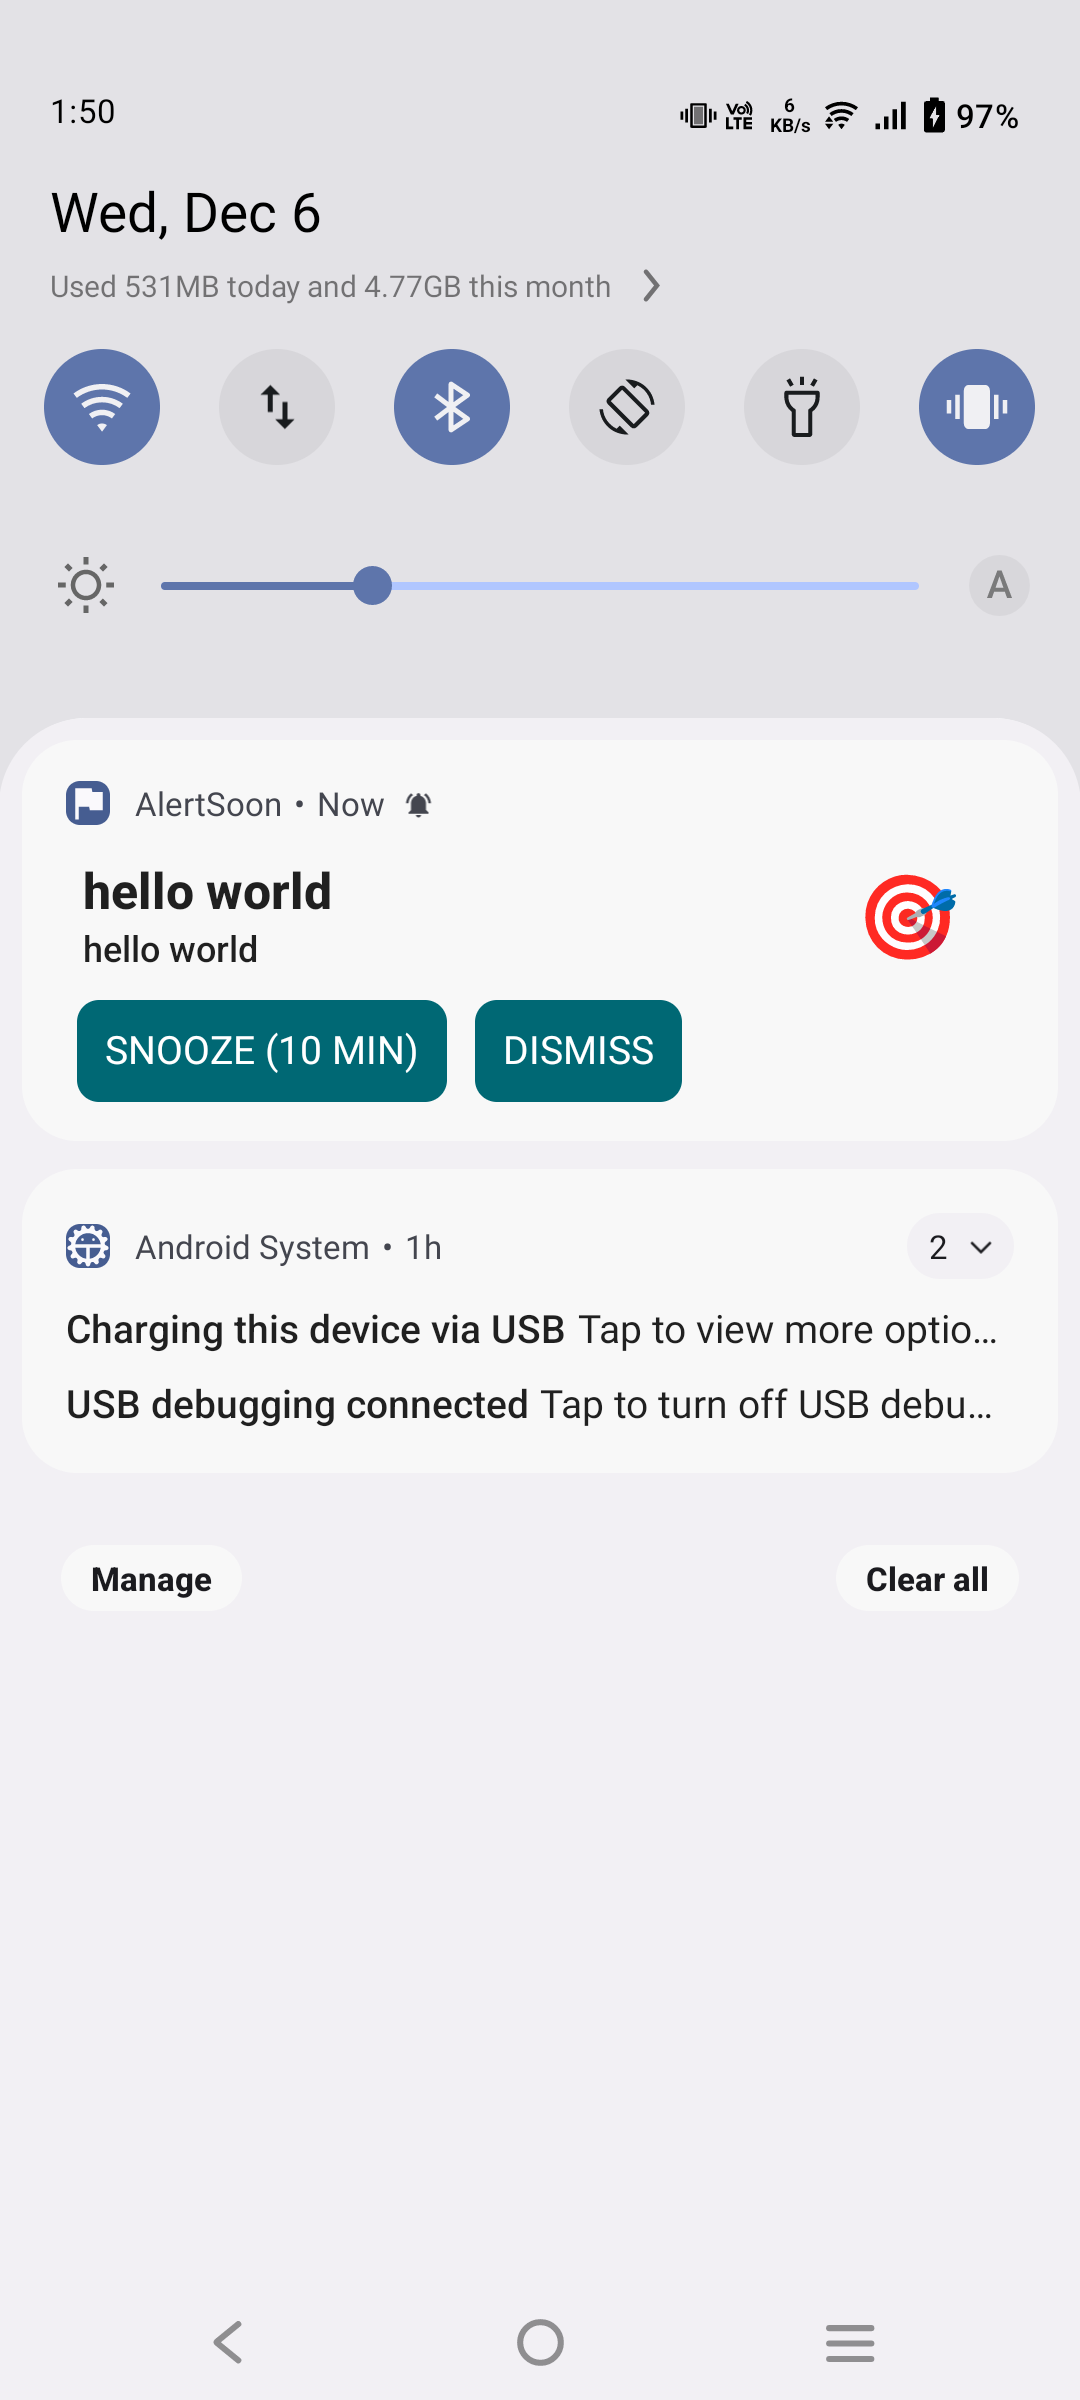 1:50
Vo)) LTE 6 KB/s 97%
Wed, Dec 6
Used 531MB today and 4.77GB this month
A
AlertSoon • Now
hello world
hello world
SNOOZE (10 MIN) DISMISS
Android System • 1h 2
Charging this device via USB Tap to view more optio...
USB debugging connected Tap to turn off USB debu...
Manage Clear all